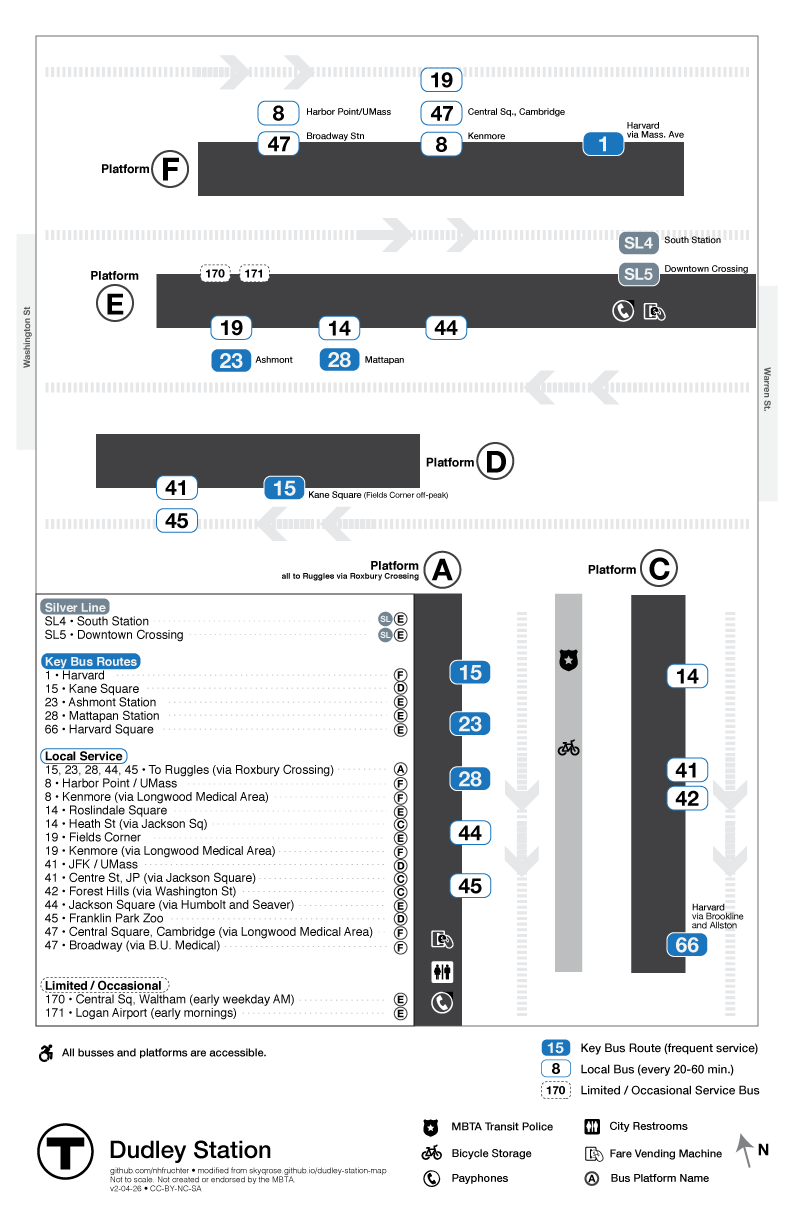 19
8 Harbor Point/UMass
47 Central Sq., Cambridge
47 Broadway Stn
8 Kenmore
1 Harvard
via Mass. Ave
Platform F
SL4 South Station
SL5 Downtown Crossing
Platform
E
170 171
19 14 44
23 Ashmont
28 Mattapan
Washington St
Warren St.
Platform D
41 15 Kane Square (Fields Corner off-peak)
45
Platform A
all to Ruggles via Roxbury Crossing
Platform C
Silver Line
SL4 • South Station SL E
SL5 • Downtown Crossing SL E
Key Bus Routes
1 • Harvard F
15 • Kane Square D
23 • Ashmont Station E
28 • Mattapan Station E
66 • Harvard Square E
Local Service
15, 23, 28, 44, 45 • To Ruggles (via Roxbury Crossing) A
8 • Harbor Point / UMass F
8 • Kenmore (via Longwood Medical Area) F
14 • Roslindale Square E
14 • Heath St (via Jackson Sq) C
19 • Fields Corner E
19 • Kenmore (via Longwood Medical Area) F
41 • JFK / UMass D
41 • Centre St, JP (via Jackson Square) C
42 • Forest Hills (via Washington St) C
44 • Jackson Square (via Humbolt and Seaver) E
45 • Franklin Park Zoo D
47 • Central Square, Cambridge (via Longwood Medical Area) F
47 • Broadway (via B.U. Medical) F
Limited / Occasional
170 • Central Sq, Waltham (early weekday AM) E
171 • Logan Airport (early mornings) E
15
23
28
44
45
14
41
42
Harvard
via Brookline
and Allston
66
All busses and platforms are accessible.
15 Key Bus Route (frequent service)
8 Local Bus (every 20-60 min.)
170 Limited / Occasional Service Bus
T Dudley Station
github.com/nhfruchter • modified from skyqrose.github.io/dudley-station-map
Not to scale. Not created or endorsed by the MBTA.
v2-04-26 • CC-BY-NC-SA
MBTA Transit Police
Bicycle Storage
Payphones
City Restrooms
Fare Vending Machine
A Bus Platform Name
N